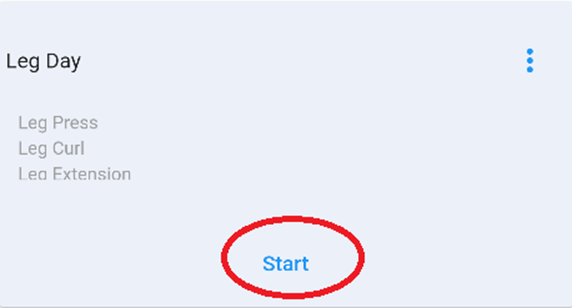 Leg Day
Leg Press
Leg Curl
Leg Extension
Start